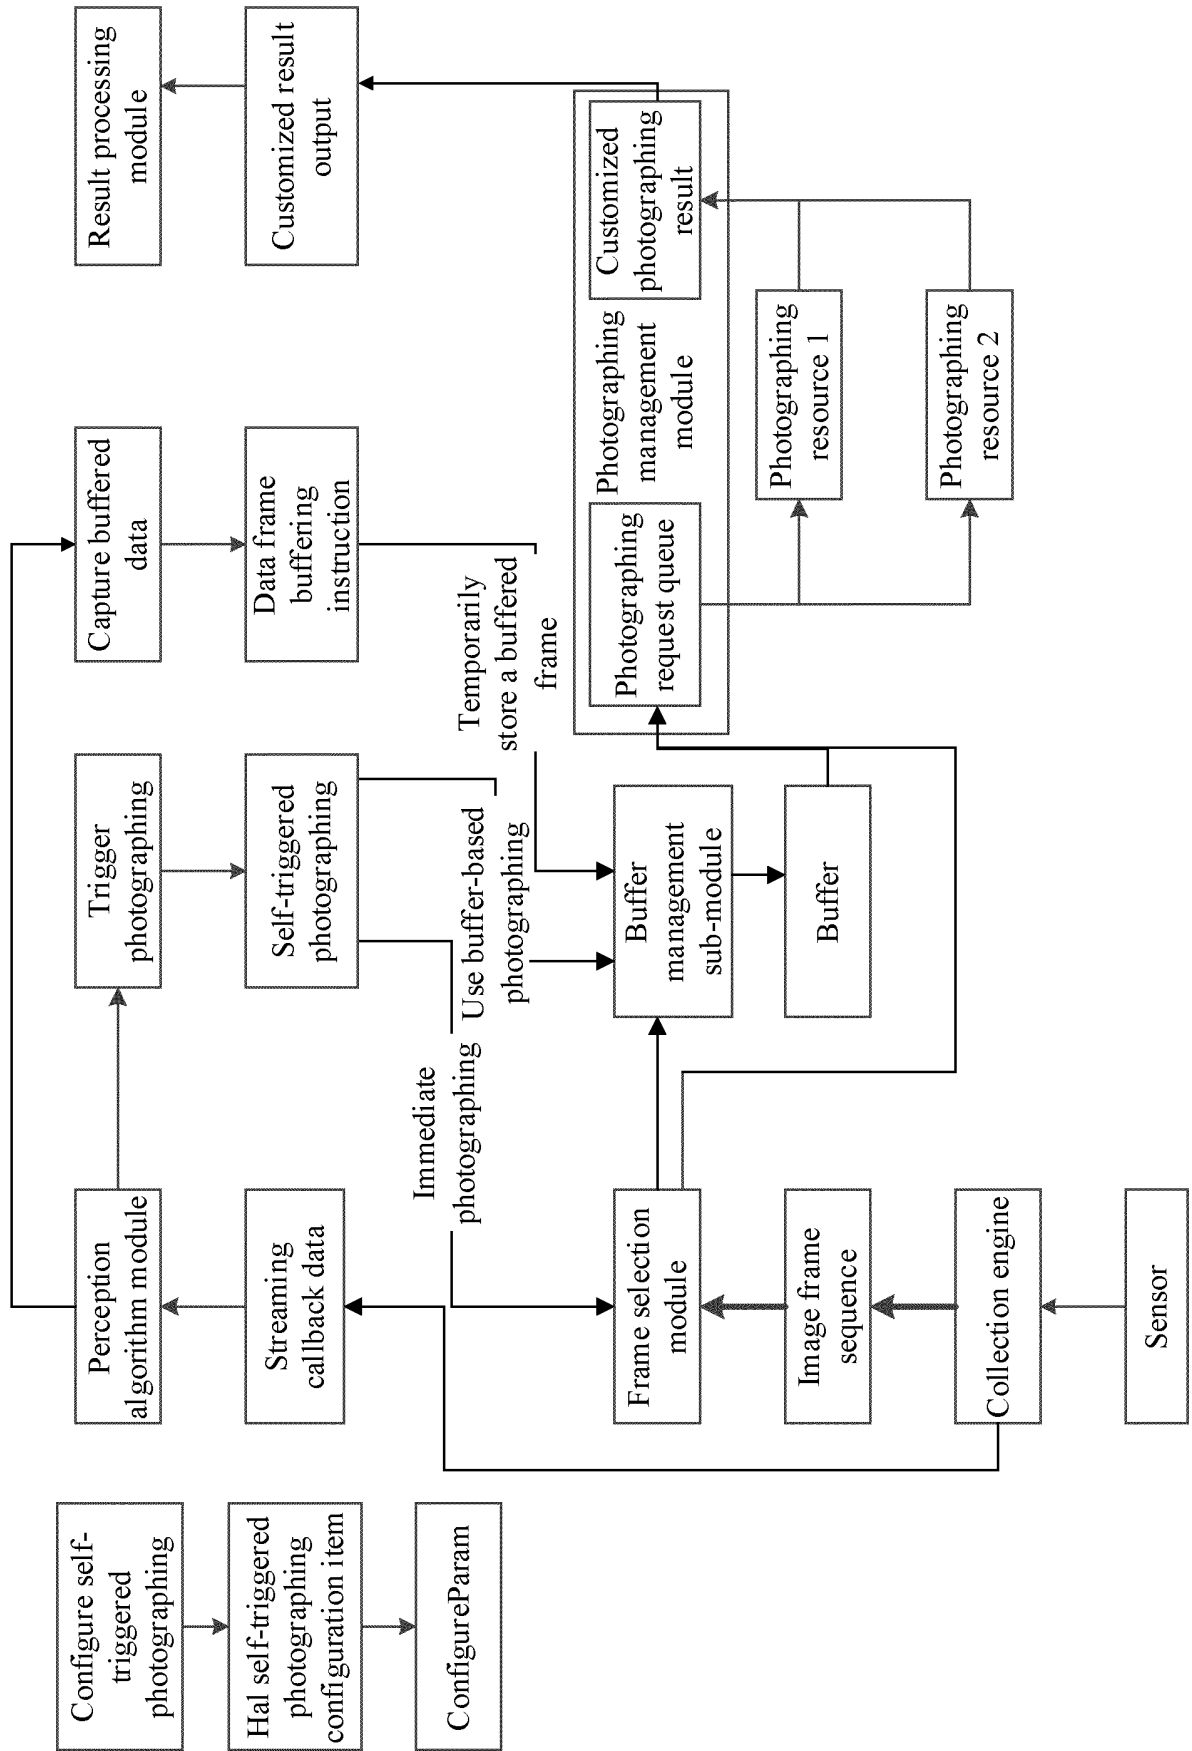 Configure self-
triggered
photographing
Hal self-triggered
photographing
configuration item
ConfigureParam
Perception
algorithm module
Streaming
callback data
Trigger
photographing
Self-triggered
photographing
Capture buffered
data
Data frame
buffering
instruction
Result processing
module
Customized result
output
Immediate
photographing
Use buffer-based
photographing
Temporarily
store a buffered
frame
Frame selection
module
Image frame
sequence
Collection engine
Sensor
Buffer
management
sub-module
Buffer
Photographing
request queue
Photographing
management
module
Customized
photographing
result
Photographing
resource 1
Photographing
resource 2